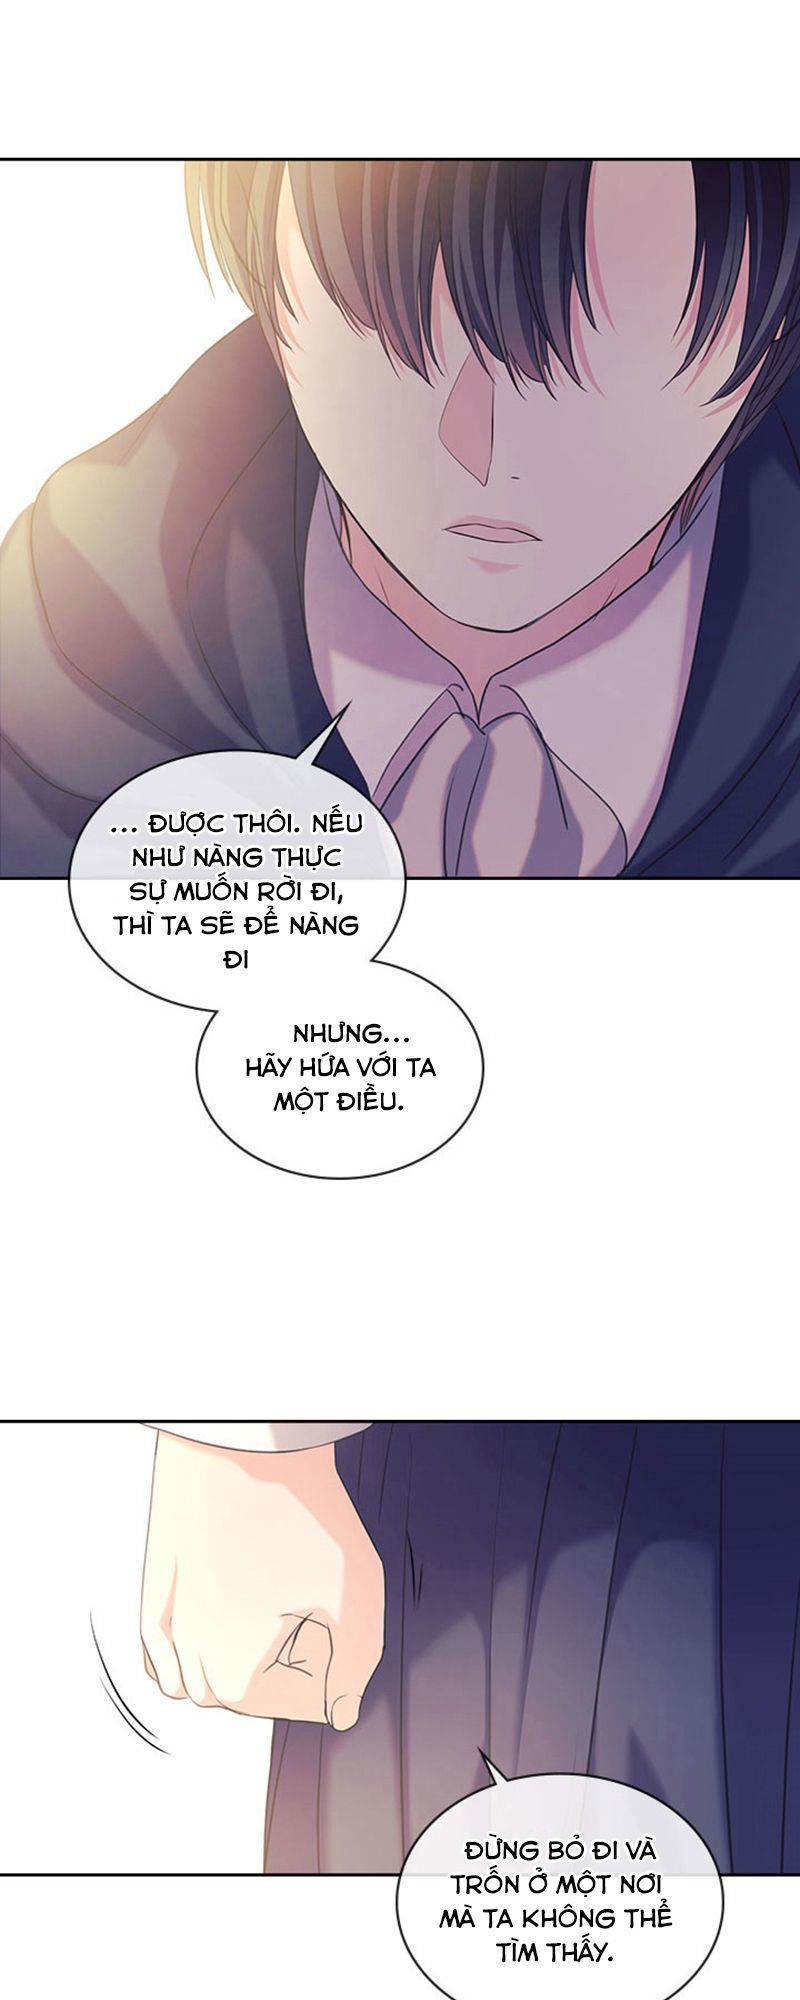 ... ĐƯỢC THÔI. NẾU
NHƯ NÀNG THỰC
SỰ MUỐN RỜI ĐI,
THÌ TA SẼ ĐỂ NÀNG
ĐI
NHƯNG...
HÃY HỨA VỚI TA
MỘT ĐIỀU.
ĐỪNG BỎ ĐI VÀ
TRỐN Ở MỘT NƠI
MÀ TA KHÔNG THỂ
TÌM THẤY.